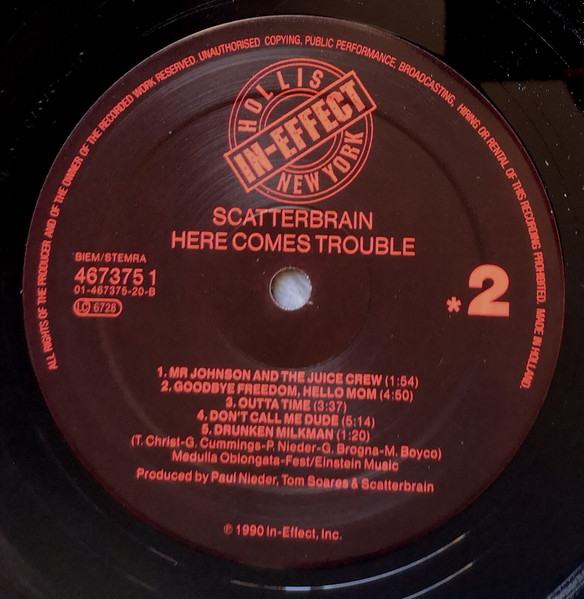 ALL RIGHTS OF THE PRODUCER AND OF THE OWNER OF THE RECORDED WORK RESERVED. UNAUTHORISED COPYING, PUBLIC PERFORMANCE, BROADCASTING, HIRING OR RENTAL OF THIS RECORDING PROHIBITED. MADE IN HOLLAND.
HOLLIS
IN-EFFECT
NEW YORK
SCATTERBRAIN
HERE COMES TROUBLE
BIEM/STEMRA
467375 1
01-467375-20-B
LC 6728
*2
1. MR JOHNSON AND THE JUICE CREW (1:54)
2. GOODBYE FREEDOM, HELLO MOM (4:50)
3. OUTTA TIME (3:37)
4. DON'T CALL ME DUDE (5:14)
5. DRUNKEN MILKMAN (1:20)
(T. Christ-G. Cummings-P. Nieder-G. Brogna-M. Boyco)
Medulla Oblongata-Fest/Einstein Music
Produced by Paul Nieder, Tom Soares & Scatterbrain
℗ 1990 In-Effect, Inc.